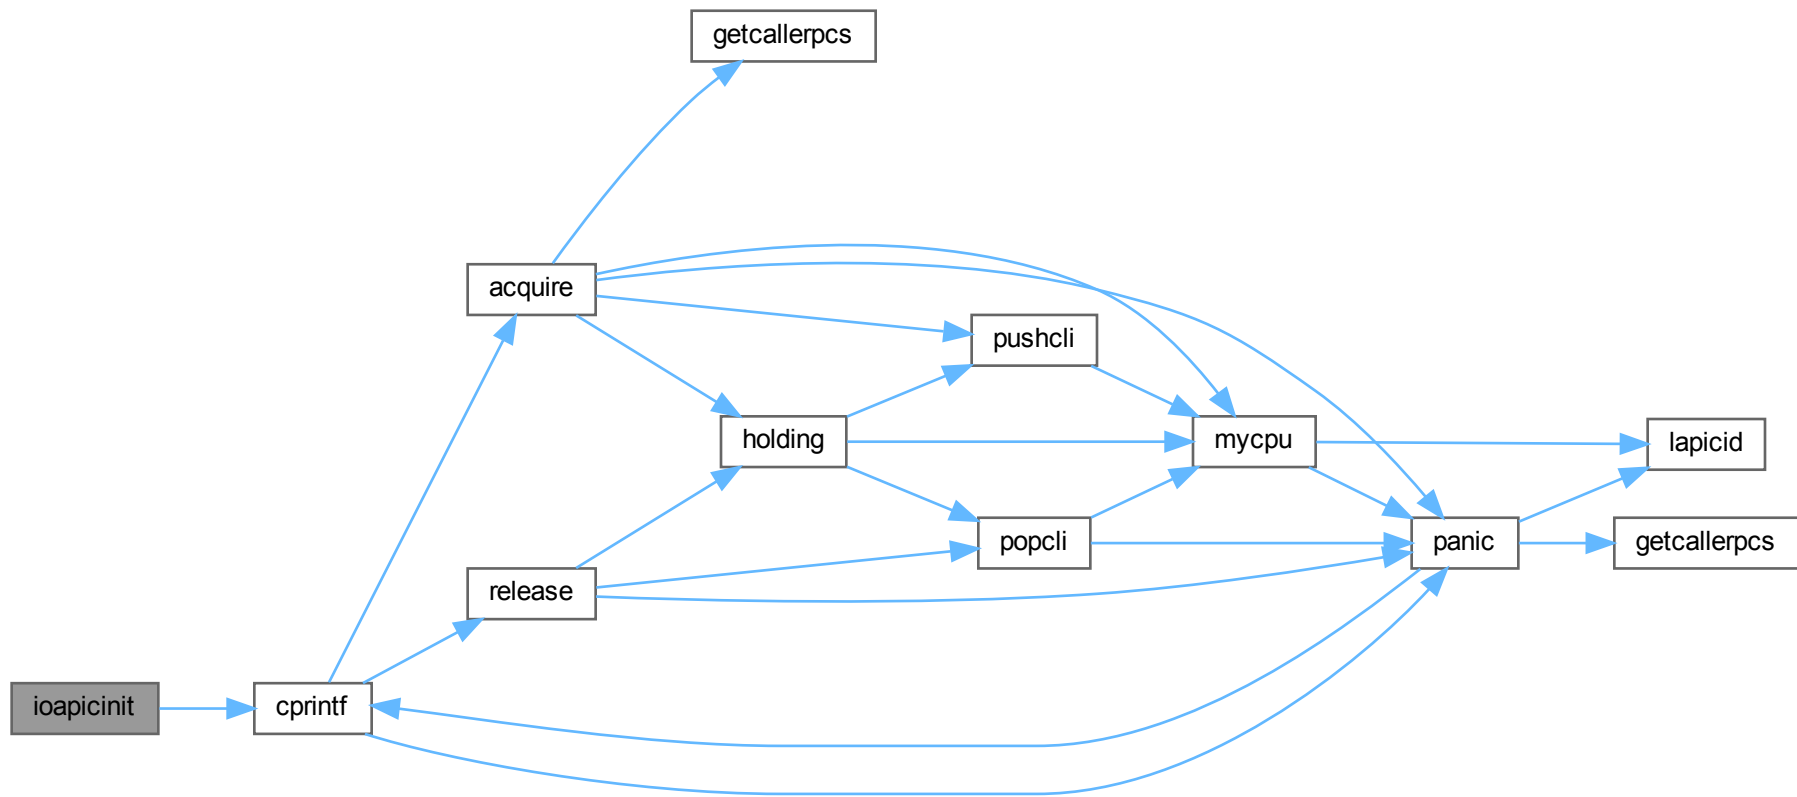 getcallerpcs
acquire
pushcli
holding
mycpu
lapicid
popcli
panic
getcallerpcs
release
ioapicinit
cprintf